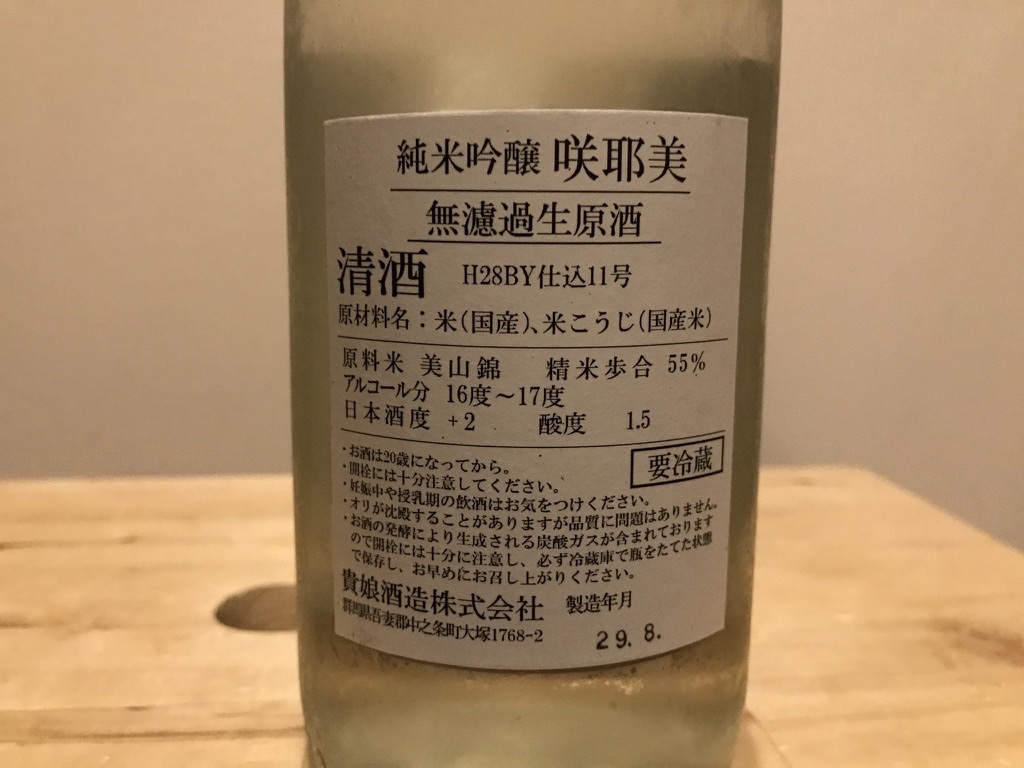 純米吟醸 咲耶美
無濾過生原酒
清酒 H28BY仕込11号
原材料名：米(国産)、米こうじ(国産米)
原料米 美山錦 精米歩合 55%
アルコール分 16度～17度
日本酒度 +2 酸度 1.5
要冷蔵
・お酒は20歳になってから。
・開栓には十分注意してください。
・妊娠中や授乳期の飲酒はお気をつけください。
・オリが沈殿することがありますが品質に問題はありません。
・お酒の発酵により生成される炭酸ガスが含まれております
ので開栓には十分に注意し、必ず冷蔵庫で瓶をたてた状態
で保存し、お早めにお召し上がりください。
貴娘酒造株式会社 製造年月
群馬県吾妻郡中之条町大塚1768-2
29. 8.